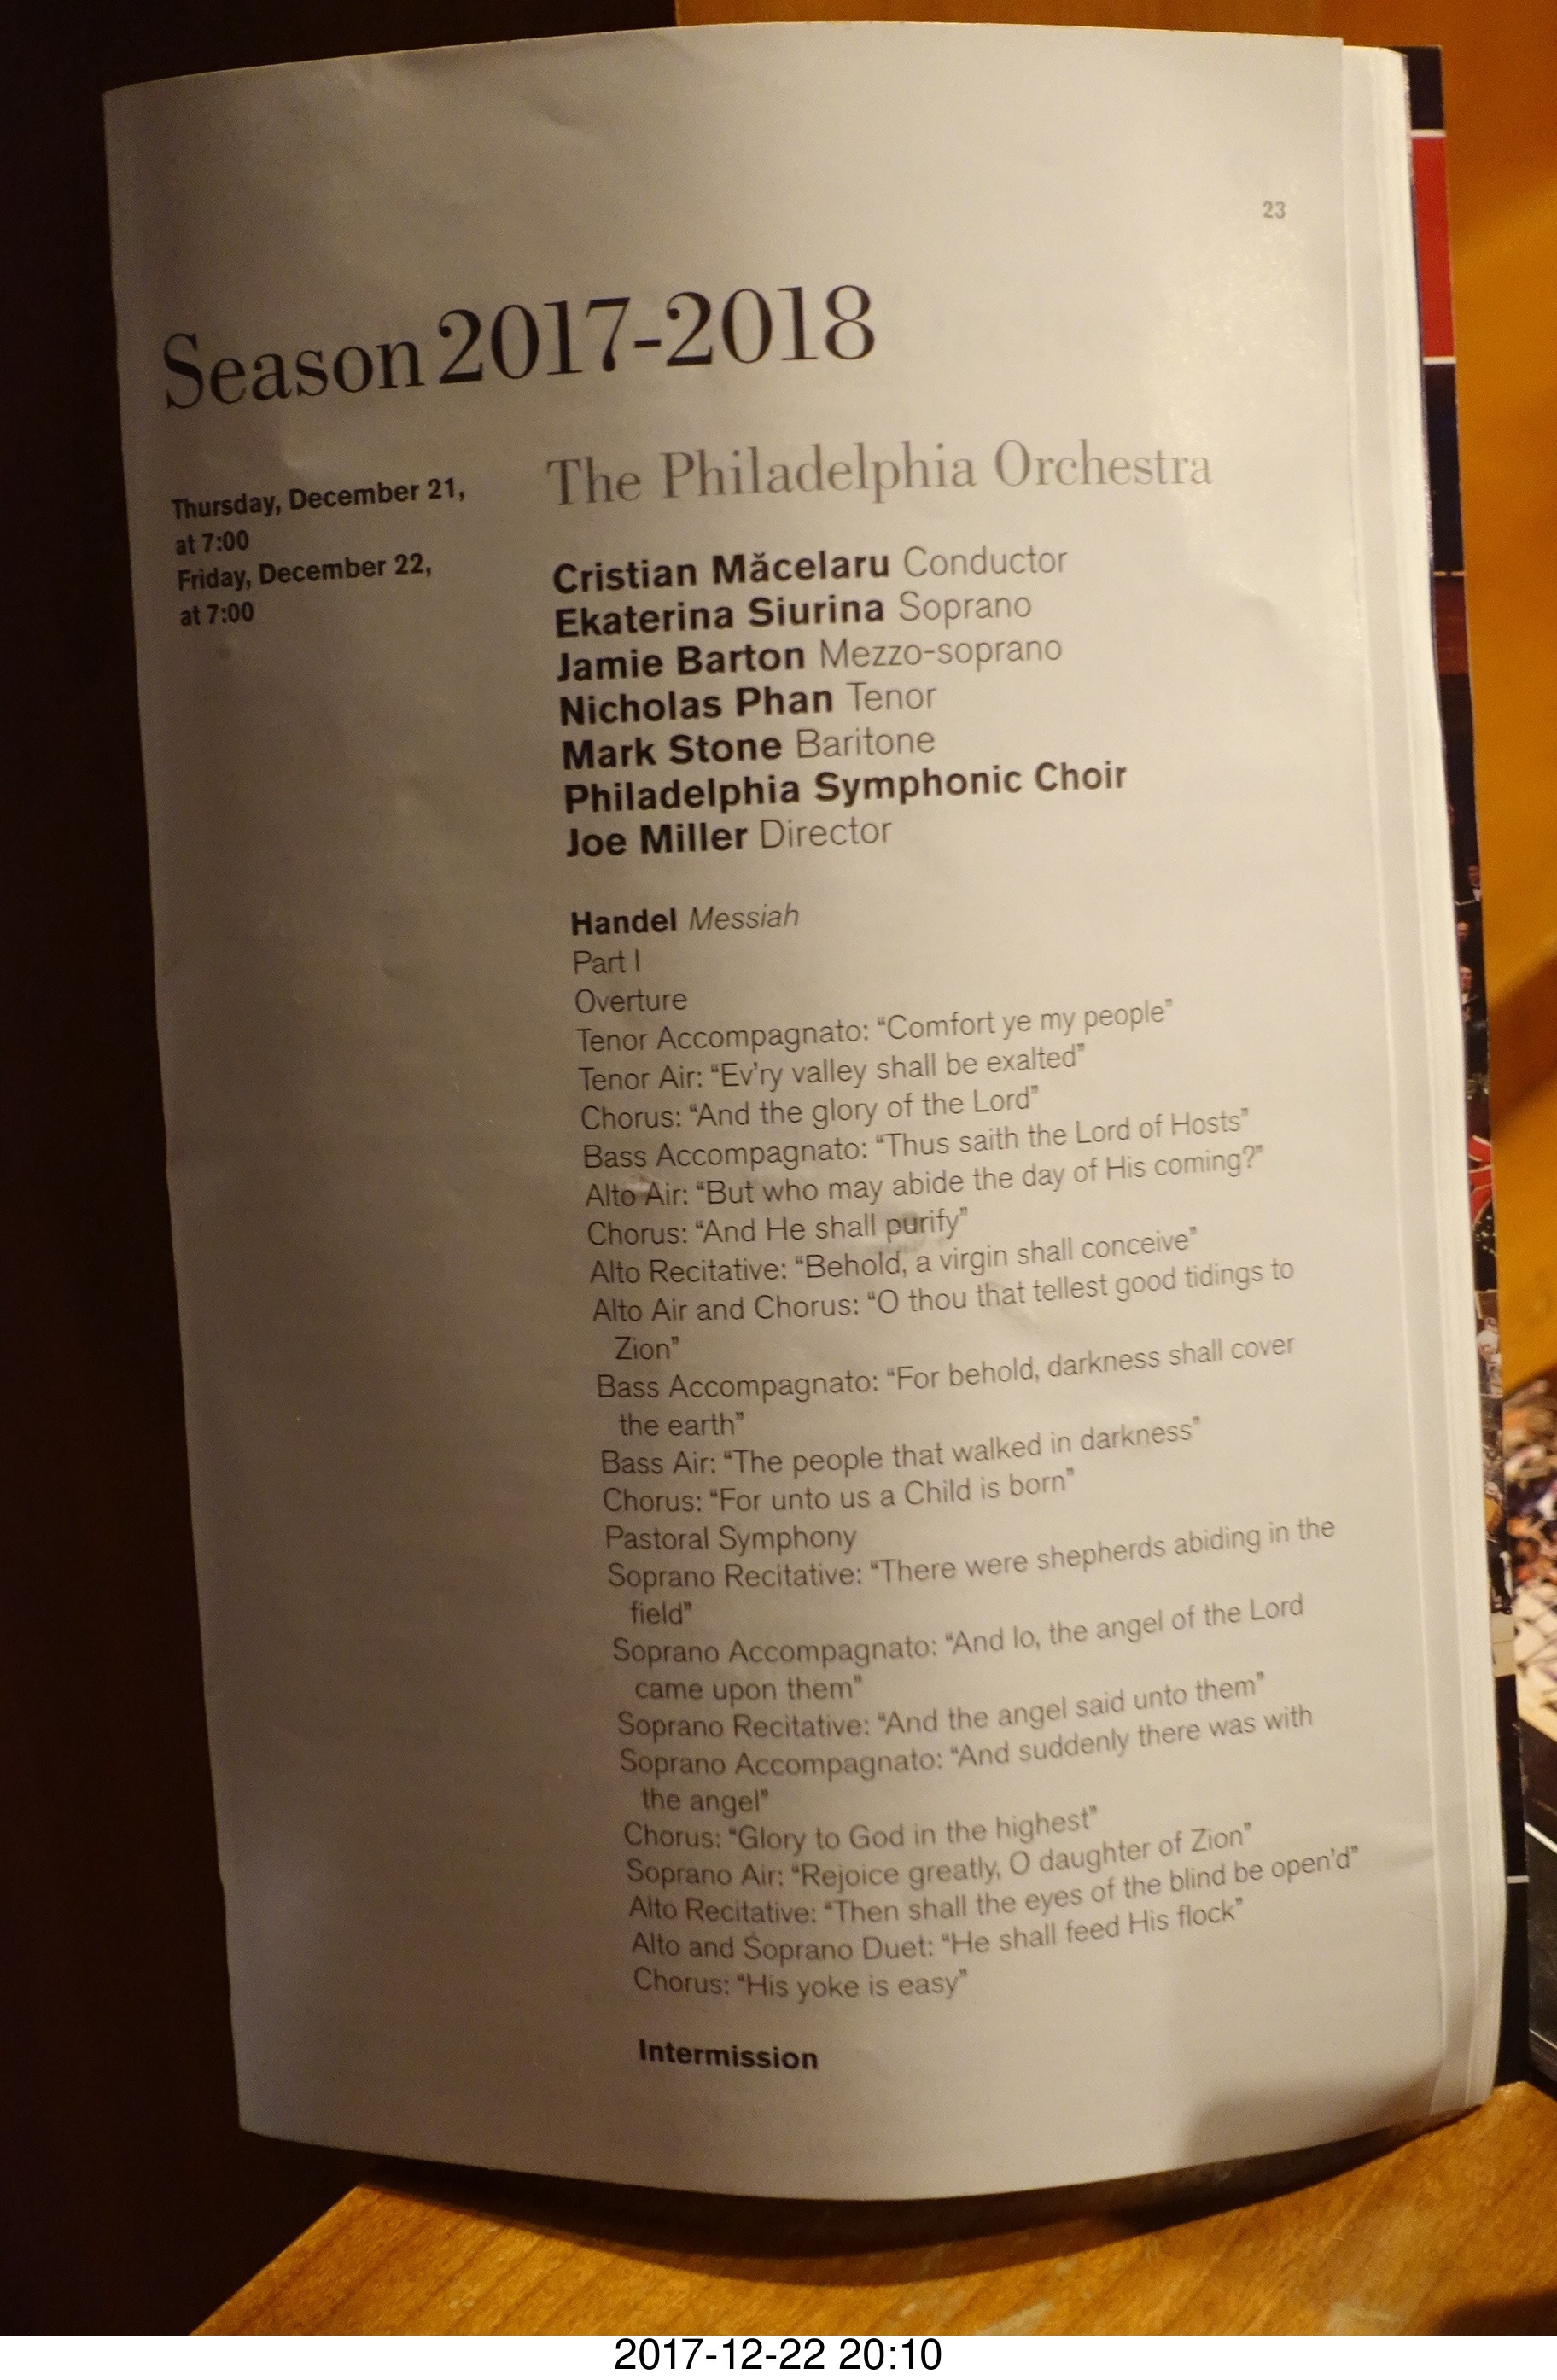 23
Season 2017-2018
Thursday, December 21,
at 7:00
Friday, December 22,
at 7:00
The Philadelphia Orchestra
Cristian Măcelaru Conductor
Ekaterina Siurina Soprano
Jamie Barton Mezzo-soprano
Nicholas Phan Tenor
Mark Stone Baritone
Philadelphia Symphonic Choir
Joe Miller Director
Handel Messiah
Part I
Overture
Tenor Accompagnato: “Comfort ye my people”
Tenor Air: “Ev’ry valley shall be exalted”
Chorus: “And the glory of the Lord”
Bass Accompagnato: “Thus saith the Lord of Hosts”
Alto Air: “But who may abide the day of His coming?”
Chorus: “And He shall purify”
Alto Recitative: “Behold, a virgin shall conceive”
Alto Air and Chorus: “O thou that tellest good tidings to
Zion”
Bass Accompagnato: “For behold, darkness shall cover
the earth”
Bass Air: “The people that walked in darkness”
Chorus: “For unto us a Child is born”
Pastoral Symphony
Soprano Recitative: “There were shepherds abiding in the
field”
Soprano Accompagnato: “And lo, the angel of the Lord
came upon them”
Soprano Recitative: “And the angel said unto them”
Soprano Accompagnato: “And suddenly there was with
the angel”
Chorus: “Glory to God in the highest”
Soprano Air: “Rejoice greatly, O daughter of Zion”
Alto Recitative: “Then shall the eyes of the blind be open’d”
Alto and Soprano Duet: “He shall feed His flock”
Chorus: “His yoke is easy”
Intermission
2017-12-22 20:10